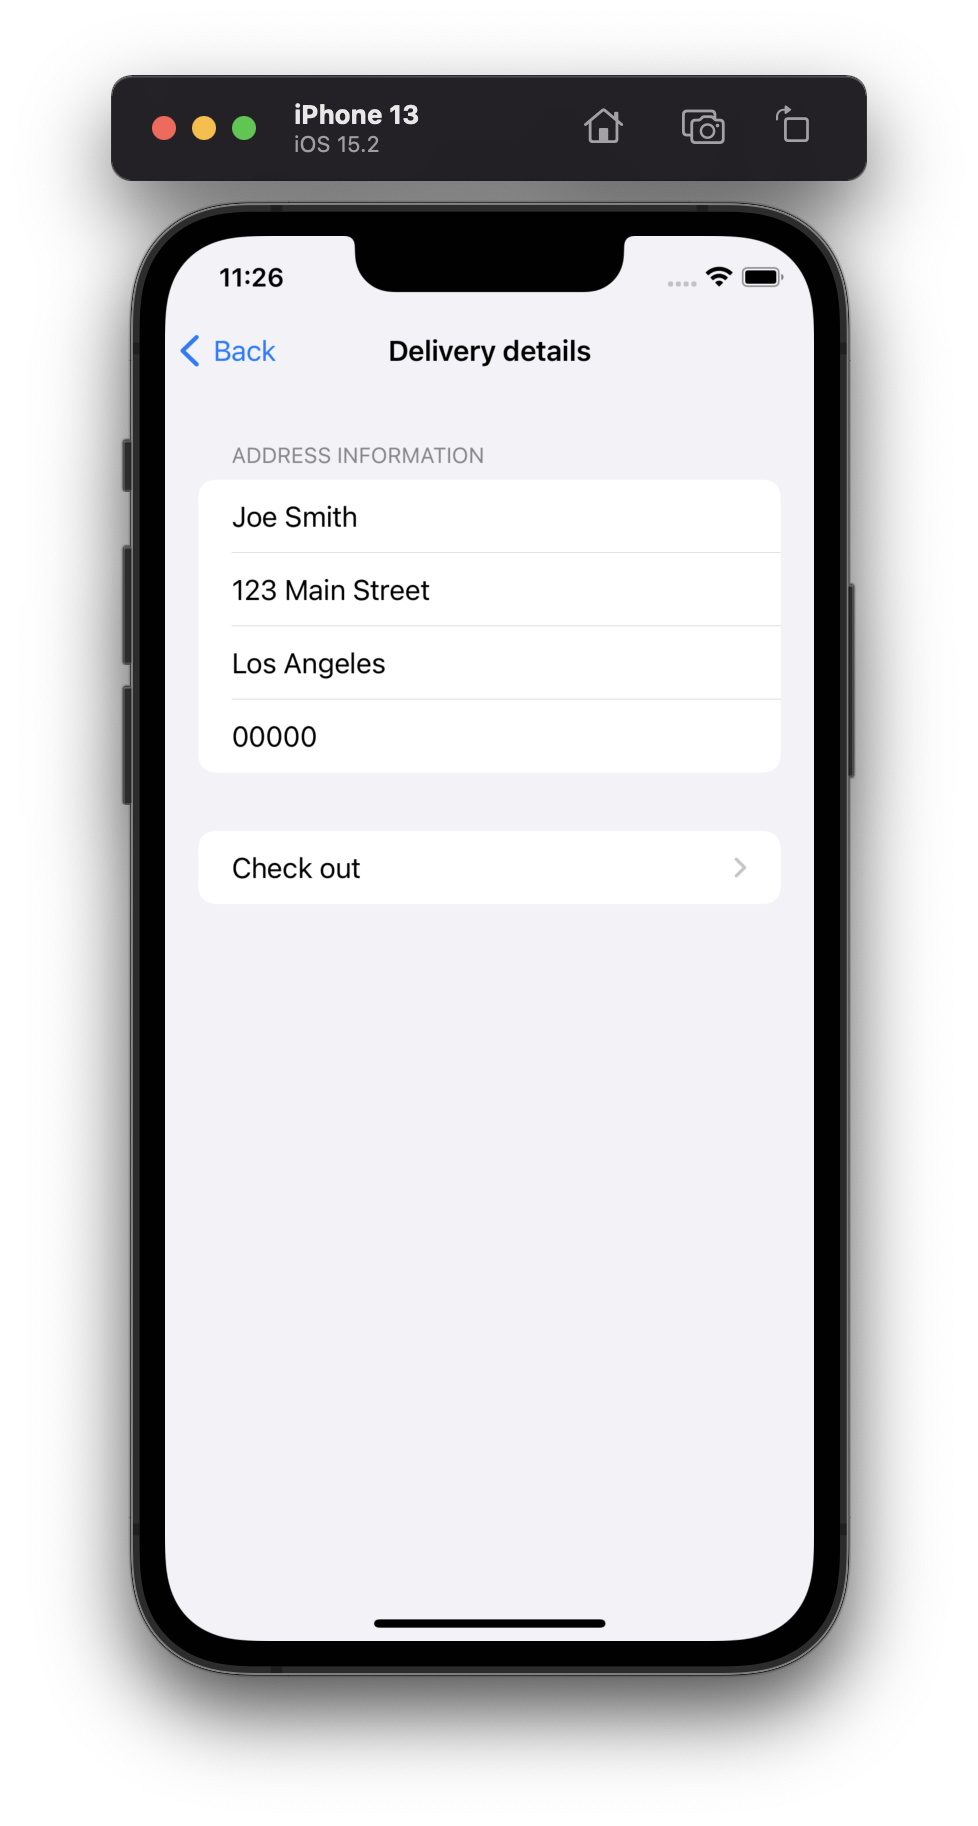 iPhone 13
iOS 15.2
11:26
Back
Delivery details
ADDRESS INFORMATION
Joe Smith
123 Main Street
Los Angeles
00000
Check out